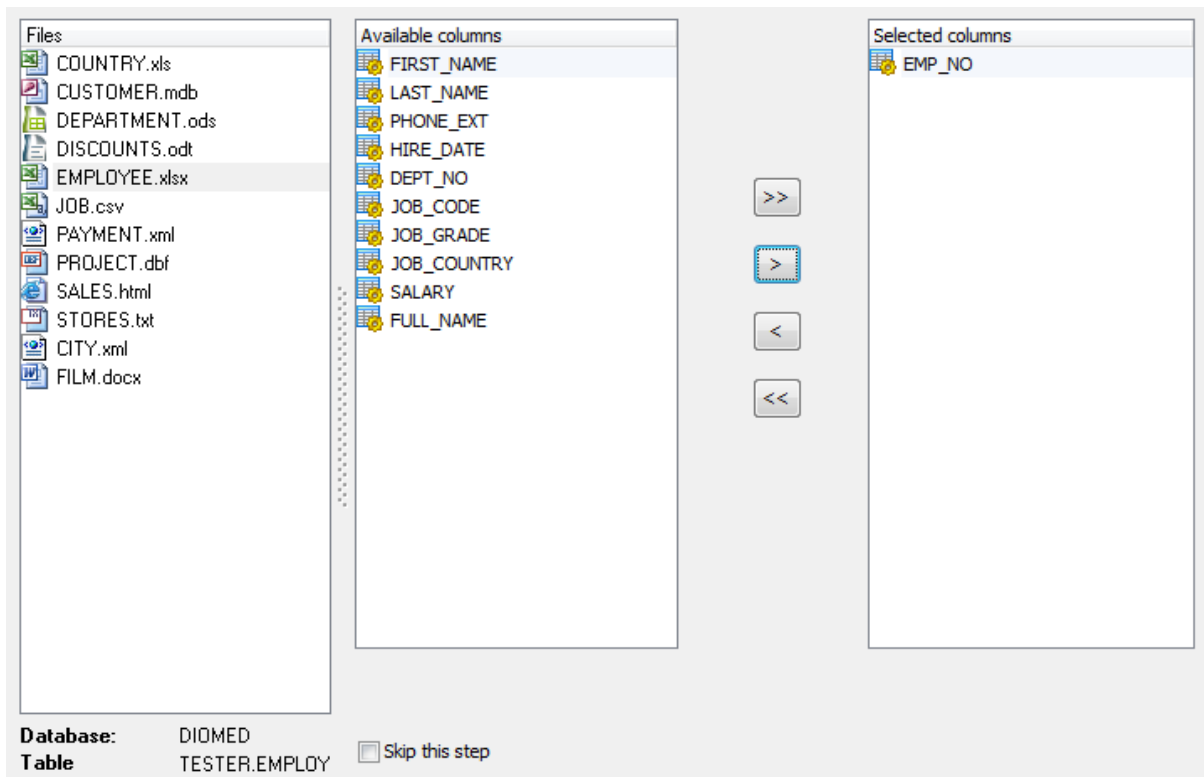 Files
COUNTRY.xls
CUSTOMER.mdb
DEPARTMENT.ods
DISCOUNTS.odt
EMPLOYEE.xlsx
JOB.csv
PAYMENT.xml
PROJECT.dbf
SALES.html
STORES.txt
CITY.xml
FILM.docx
Available columns
FIRST_NAME
LAST_NAME
PHONE_EXT
HIRE_DATE
DEPT_NO
JOB_CODE
JOB_GRADE
JOB_COUNTRY
SALARY
FULL_NAME
>>
>
<
<<
Selected columns
EMP_NO
Database: DIOMED
Table TESTER.EMPLOY
Skip this step